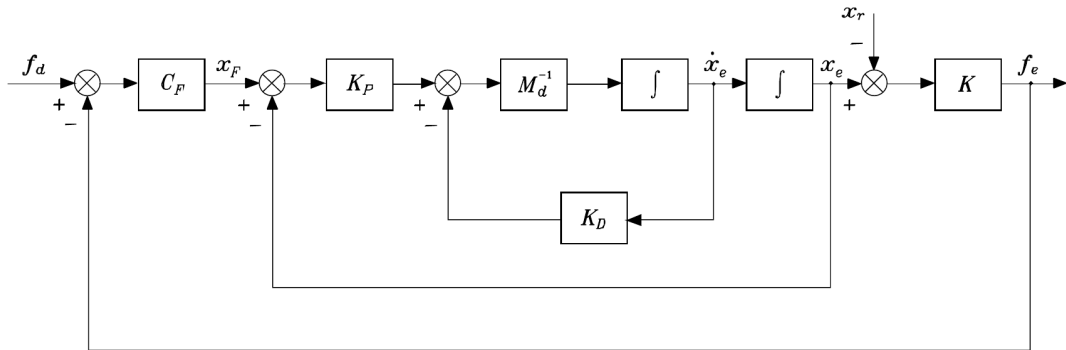 x_r
−
f_d
C_F
x_F
K_P
M_d^{-1}
∫
ẋ_e
∫
x_e
K
f_e
+
−
+
−
+
−
+
K_D